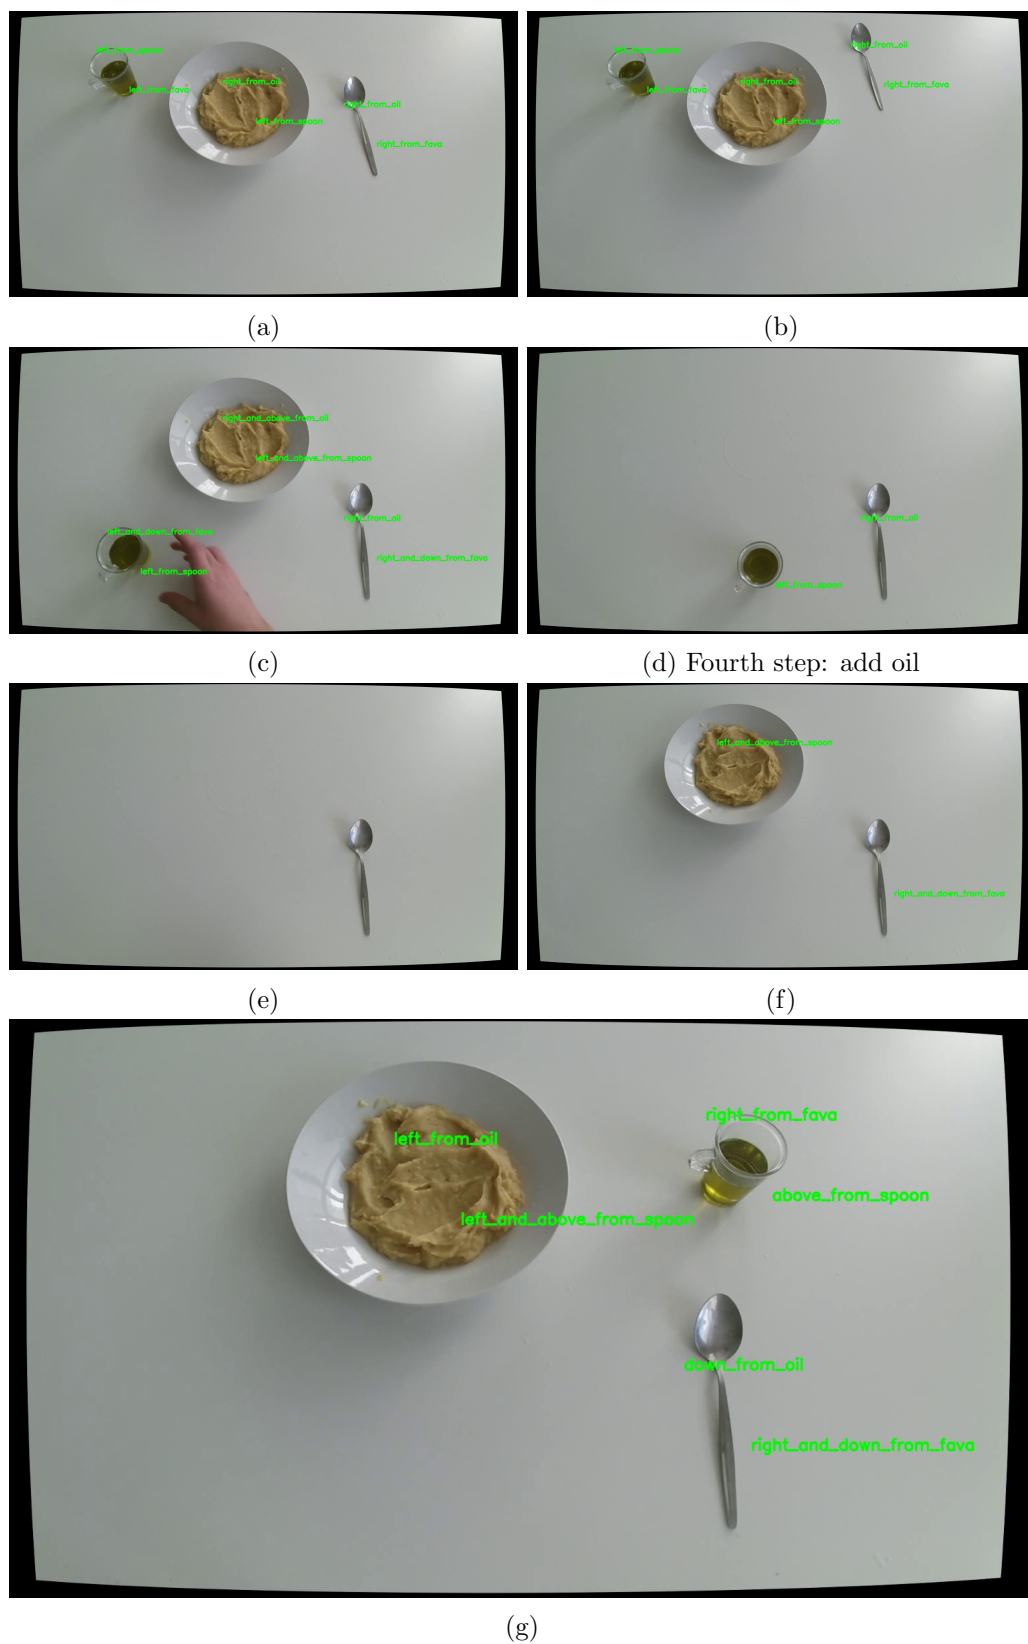 left_from_spoon
left_from_fava
right_from_oil
left_from_spoon
right_from_oil
right_from_fava
(a)
left_from_spoon
left_from_fava
right_from_oil
left_from_spoon
right_from_oil
right_from_fava
(b)
right_and_above_from_oil
left_and_above_from_spoon
left_and_down_from_fava
left_from_spoon
right_from_oil
right_and_down_from_fava
(c)
right_from_oil
left_from_spoon
(d) Fourth step: add oil
(e)
left_and_above_from_spoon
right_and_down_from_fava
(f)
left_from_oil
left_and_above_from_spoon
right_from_fava
above_from_spoon
down_from_oil
right_and_down_from_fava
(g)